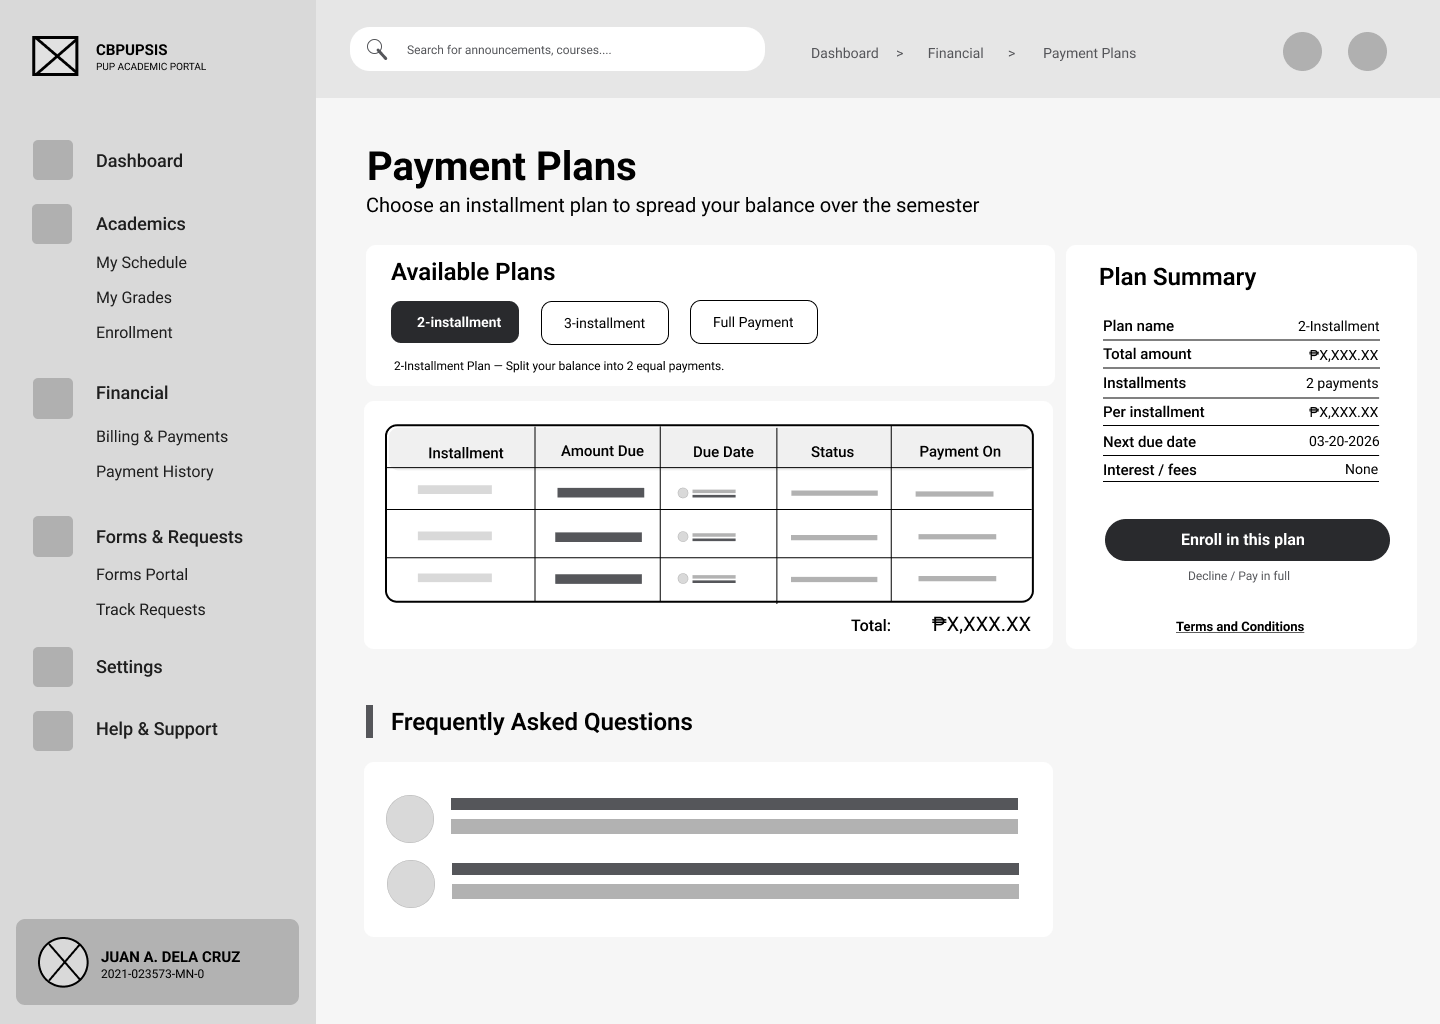 CBPUPSIS
PUP ACADEMIC PORTAL
Search for announcements, courses....
Dashboard > Financial > Payment Plans
Dashboard
Academics
My Schedule
My Grades
Enrollment
Financial
Billing & Payments
Payment History
Forms & Requests
Forms Portal
Track Requests
Settings
Help & Support
JUAN A. DELA CRUZ
2021-023573-MN-0
Payment Plans
Choose an installment plan to spread your balance over the semester
Available Plans
2-installment 3-installment Full Payment
2-Installment Plan — Split your balance into 2 equal payments.
Installment Amount Due Due Date Status Payment On
Total: ₱X,XXX.XX
Plan Summary
Plan name 2-Installment
Total amount ₱X,XXX.XX
Installments 2 payments
Per installment ₱X,XXX.XX
Next due date 03-20-2026
Interest / fees None
Enroll in this plan
Decline / Pay in full
Terms and Conditions
Frequently Asked Questions